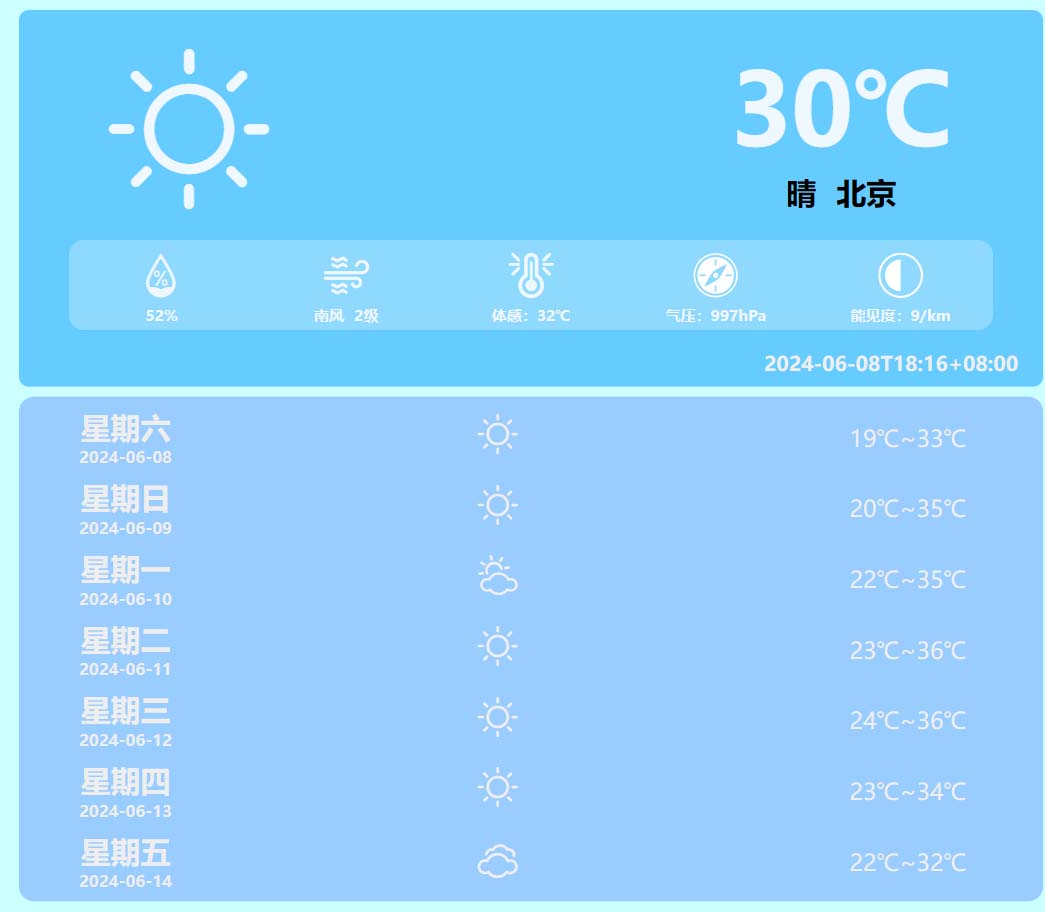 30℃
晴 北京
%
52%
南风 2级
体感：32℃
气压：997hPa
能见度：9/km
2024-06-08T18:16+08:00
星期六
2024-06-08
19℃~33℃
星期日
2024-06-09
20℃~35℃
星期一
2024-06-10
22℃~35℃
星期二
2024-06-11
23℃~36℃
星期三
2024-06-12
24℃~36℃
星期四
2024-06-13
23℃~34℃
星期五
2024-06-14
22℃~32℃